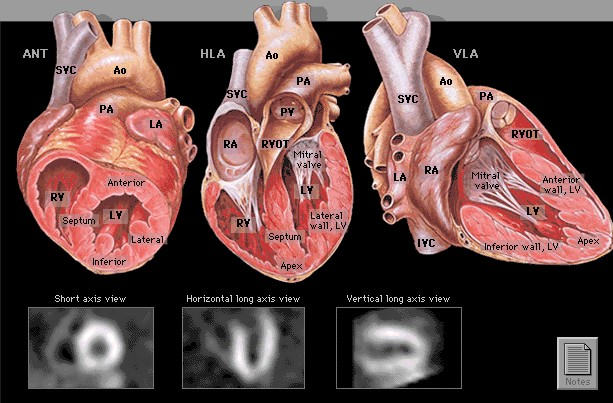 ANT
SVC
Ao
PA
LA
RV
Anterior
Septum
LV
Lateral
Inferior
HLA
Ao
SVC
PA
PV
RA
RVOT
Mitral
valve
LV
RV
Lateral
wall, LV
Septum
Apex
VLA
Ao
SVC
PA
RVOT
LA
RA
Mitral
valve
Anterior
wall, LV
LV
IVC
Inferior wall, LV
Apex
Short axis view
Horizontal long axis view
Vertical long axis view
Notes